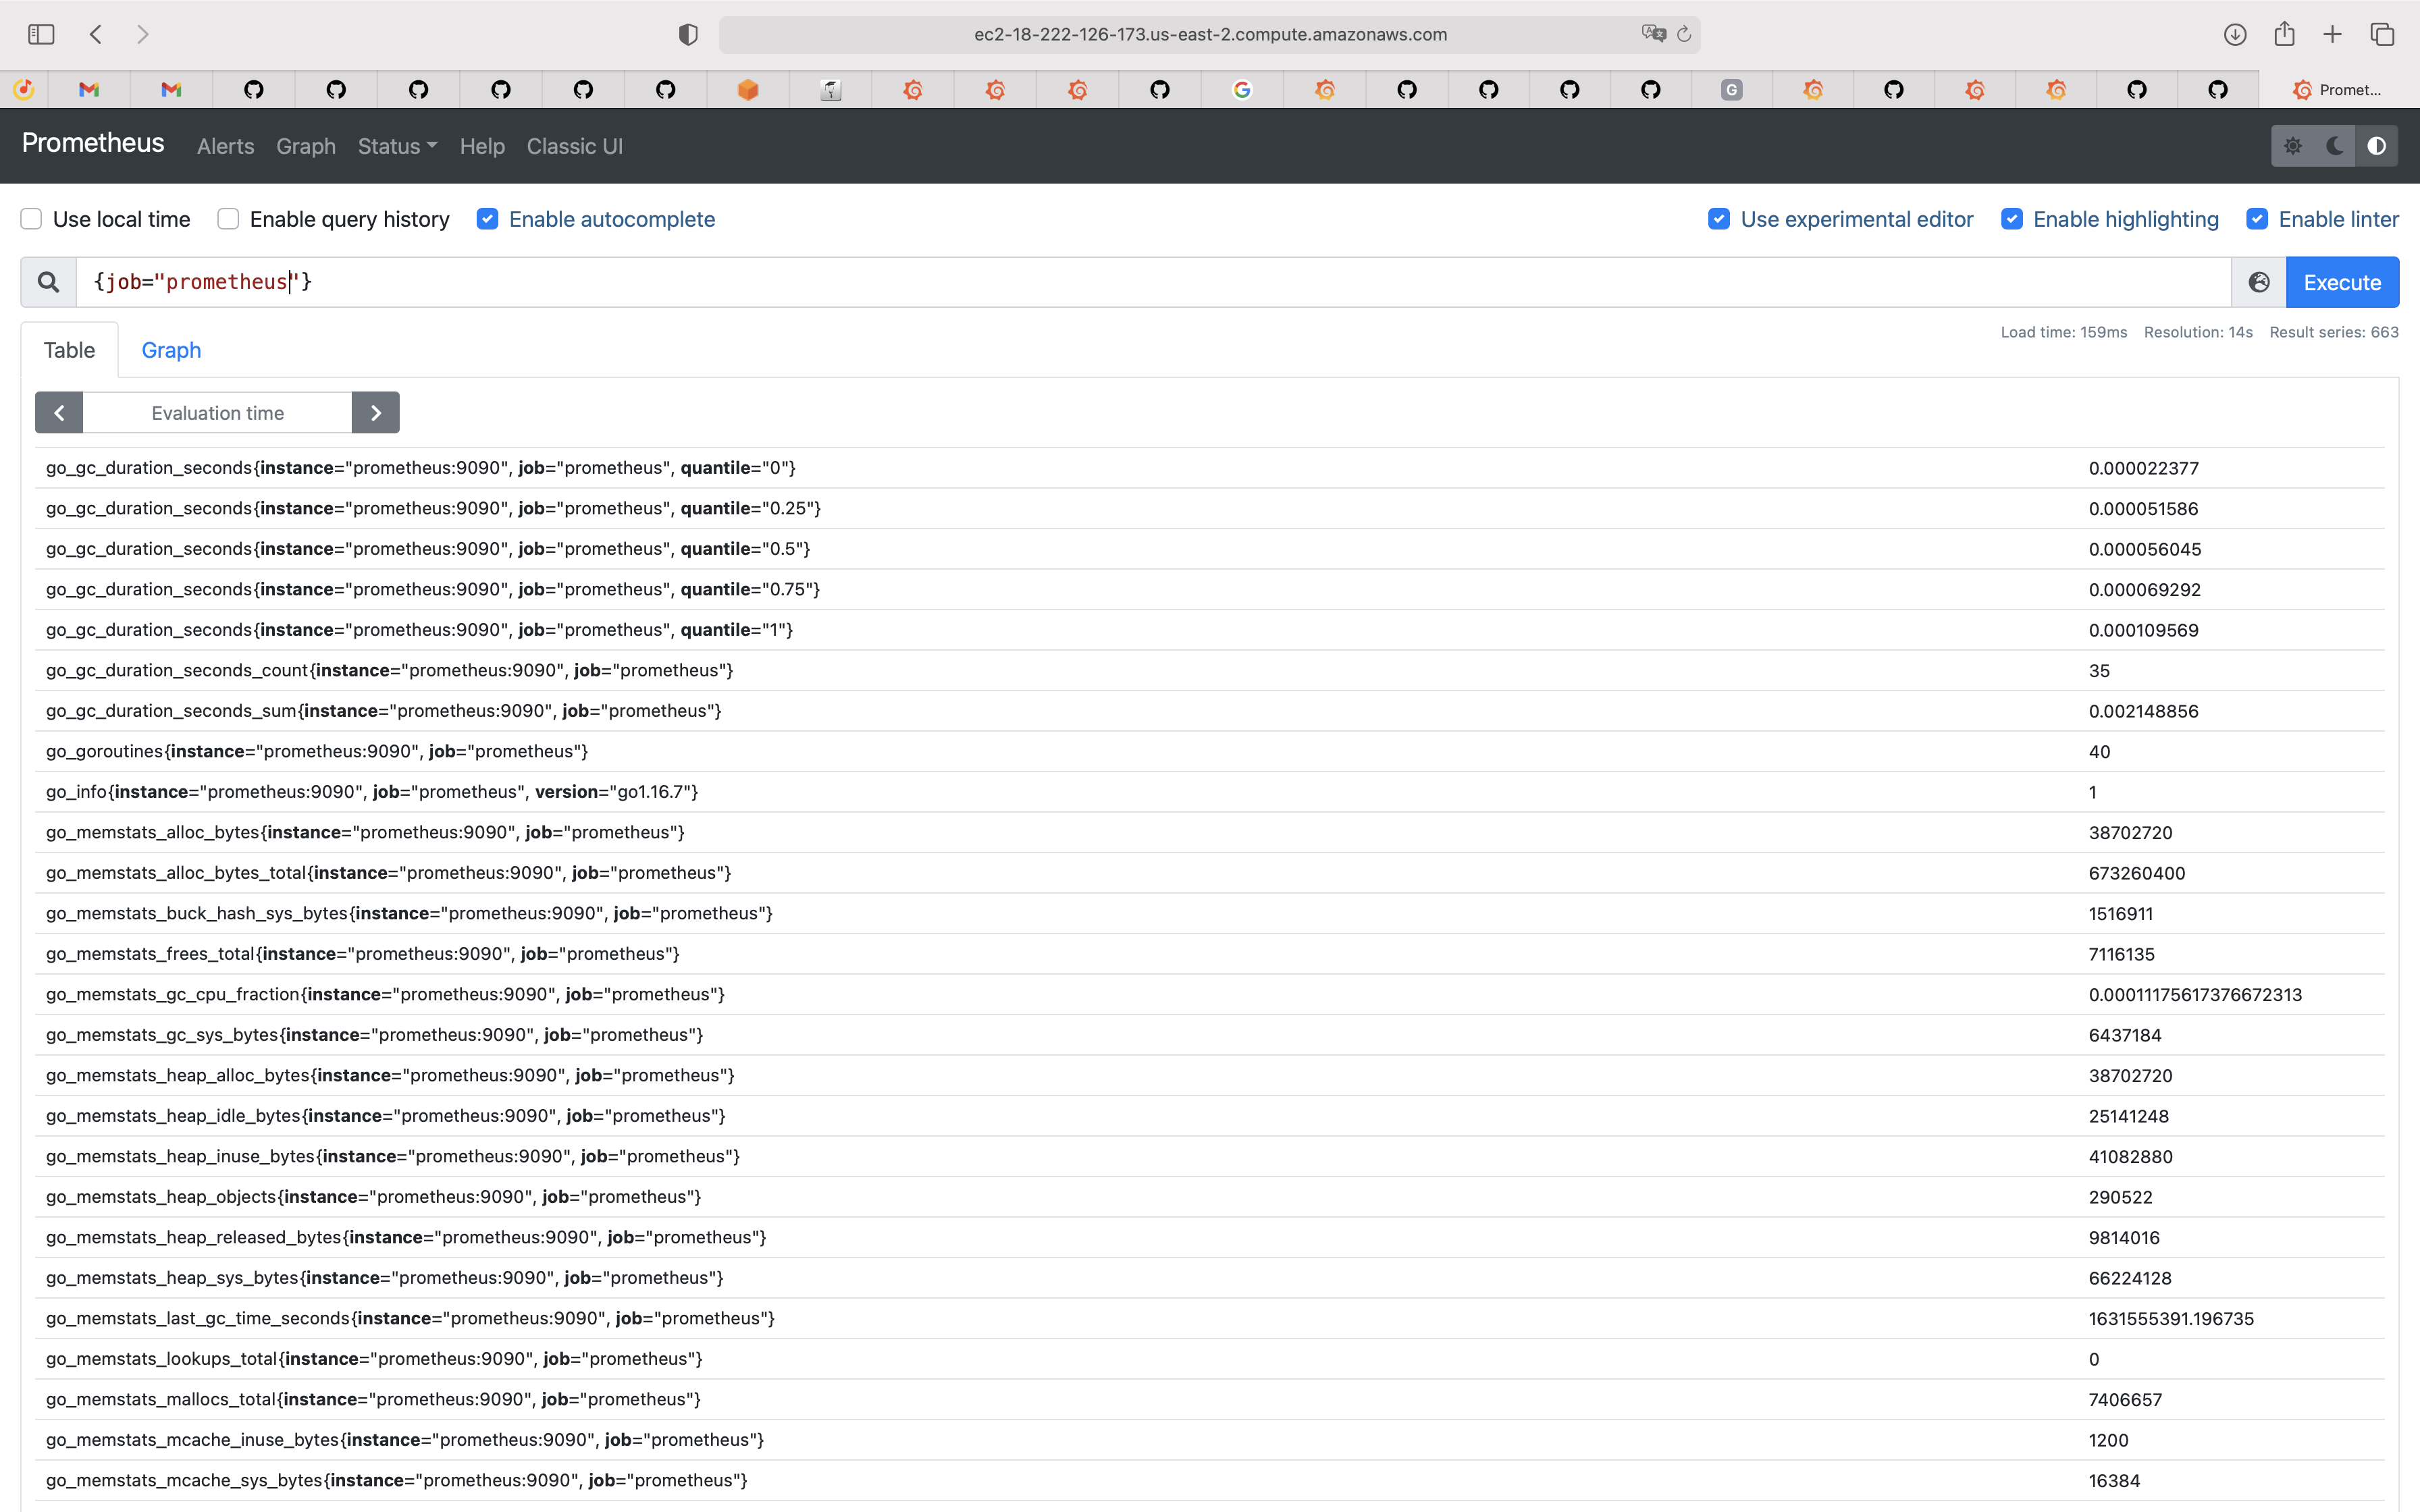 ec2-18-222-126-173.us-east-2.compute.amazonaws.com
G
Promet...
Prometheus Alerts Graph Status Help Classic UI
Use local time Enable query history Enable autocomplete Use experimental editor Enable highlighting Enable linter
{job="prometheus"} Execute
Load time: 159ms Resolution: 14s Result series: 663
Table Graph
Evaluation time
go_gc_duration_seconds{instance="prometheus:9090", job="prometheus", quantile="0"} 0.000022377
go_gc_duration_seconds{instance="prometheus:9090", job="prometheus", quantile="0.25"} 0.000051586
go_gc_duration_seconds{instance="prometheus:9090", job="prometheus", quantile="0.5"} 0.000056045
go_gc_duration_seconds{instance="prometheus:9090", job="prometheus", quantile="0.75"} 0.000069292
go_gc_duration_seconds{instance="prometheus:9090", job="prometheus", quantile="1"} 0.000109569
go_gc_duration_seconds_count{instance="prometheus:9090", job="prometheus"} 35
go_gc_duration_seconds_sum{instance="prometheus:9090", job="prometheus"} 0.002148856
go_goroutines{instance="prometheus:9090", job="prometheus"} 40
go_info{instance="prometheus:9090", job="prometheus", version="go1.16.7"} 1
go_memstats_alloc_bytes{instance="prometheus:9090", job="prometheus"} 38702720
go_memstats_alloc_bytes_total{instance="prometheus:9090", job="prometheus"} 673260400
go_memstats_buck_hash_sys_bytes{instance="prometheus:9090", job="prometheus"} 1516911
go_memstats_frees_total{instance="prometheus:9090", job="prometheus"} 7116135
go_memstats_gc_cpu_fraction{instance="prometheus:9090", job="prometheus"} 0.00011175617376672313
go_memstats_gc_sys_bytes{instance="prometheus:9090", job="prometheus"} 6437184
go_memstats_heap_alloc_bytes{instance="prometheus:9090", job="prometheus"} 38702720
go_memstats_heap_idle_bytes{instance="prometheus:9090", job="prometheus"} 25141248
go_memstats_heap_inuse_bytes{instance="prometheus:9090", job="prometheus"} 41082880
go_memstats_heap_objects{instance="prometheus:9090", job="prometheus"} 290522
go_memstats_heap_released_bytes{instance="prometheus:9090", job="prometheus"} 9814016
go_memstats_heap_sys_bytes{instance="prometheus:9090", job="prometheus"} 66224128
go_memstats_last_gc_time_seconds{instance="prometheus:9090", job="prometheus"} 1631555391.196735
go_memstats_lookups_total{instance="prometheus:9090", job="prometheus"} 0
go_memstats_mallocs_total{instance="prometheus:9090", job="prometheus"} 7406657
go_memstats_mcache_inuse_bytes{instance="prometheus:9090", job="prometheus"} 1200
go_memstats_mcache_sys_bytes{instance="prometheus:9090", job="prometheus"} 16384